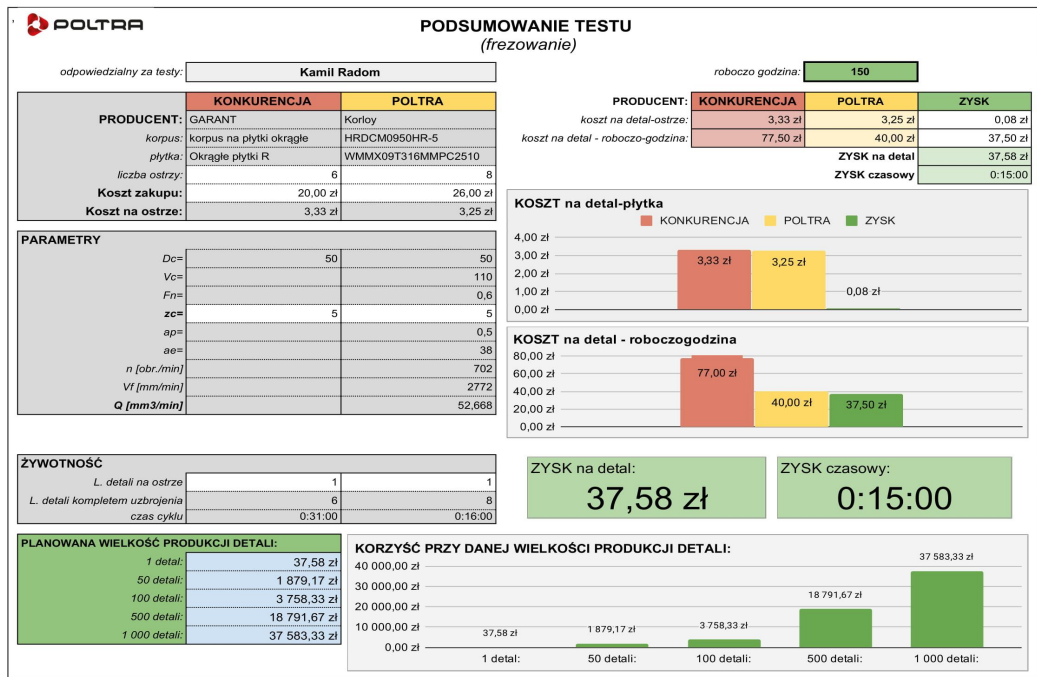 POLTRA
PODSUMOWANIE TESTU
(frezowanie)
odpowiedzialny za testy: Kamil Radom
roboczo godzina: 150
KONKURENCJA POLTRA
PRODUCENT: GARANT Korloy
korpus: korpus na płytki okrągłe HRDCM0950HR-5
płytka: Okrągłe płytki R WMMX09T316MMPC2510
liczba ostrzy: 6 8
Koszt zakupu: 20,00 zł 26,00 zł
Koszt na ostrze: 3,33 zł 3,25 zł
PRODUCENT: KONKURENCJA POLTRA ZYSK
koszt na detal-ostrze: 3,33 zł 3,25 zł 0,08 zł
koszt na detal - roboczo-godzina: 77,50 zł 40,00 zł 37,50 zł
ZYSK na detal 37,58 zł
ZYSK czasowy 0:15:00
PARAMETRY
Dc= 50 50
Vc= 110
Fn= 0,6
zc= 5 5
ap= 0,5
ae= 38
n [obr./min] 702
Vf [mm/min] 2772
Q [mm3/min] 52,668
KOSZT na detal-płytka
KONKURENCJA POLTRA ZYSK
4,00 zł
3,00 zł
2,00 zł
1,00 zł
0,00 zł
3,33 zł 3,25 zł 0,08 zł
KOSZT na detal - roboczogodzina
80,00 zł
60,00 zł
40,00 zł
20,00 zł
0,00 zł
77,00 zł 40,00 zł 37,50 zł
ŻYWOTNOŚĆ
L. detali na ostrze 1 1
L. detali kompletem uzbrojenia 6 8
czas cyklu 0:31:00 0:16:00
ZYSK na detal:
37,58 zł
ZYSK czasowy:
0:15:00
PLANOWANA WIELKOŚĆ PRODUKCJI DETALI:
1 detal: 37,58 zł
50 detali: 1 879,17 zł
100 detali: 3 758,33 zł
500 detali: 18 791,67 zł
1 000 detali: 37 583,33 zł
KORZYŚĆ PRZY DANEJ WIELKOŚCI PRODUKCJI DETALI:
40 000,00 zł
30 000,00 zł
20 000,00 zł
10 000,00 zł
0,00 zł
37,58 zł 1 879,17 zł 3 758,33 zł 18 791,67 zł 37 583,33 zł
1 detal: 50 detali: 100 detali: 500 detali: 1 000 detali: